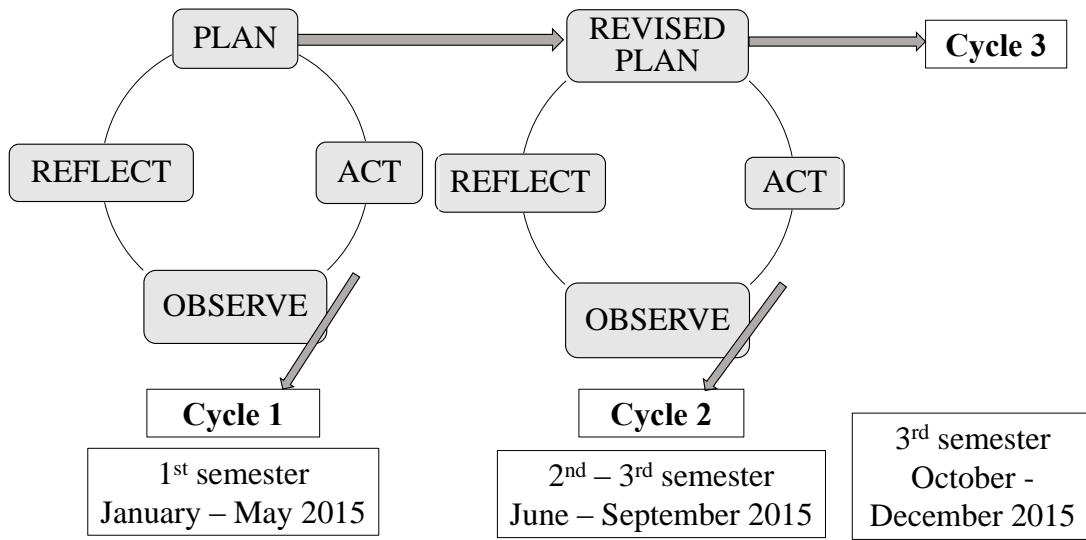 PLAN
REVISED
PLAN
Cycle 3
REFLECT
ACT
REFLECT
ACT
OBSERVE
OBSERVE
Cycle 1
Cycle 2
1st semester
January – May 2015
2nd – 3rd semester
June – September 2015
3rd semester
October -
December 2015